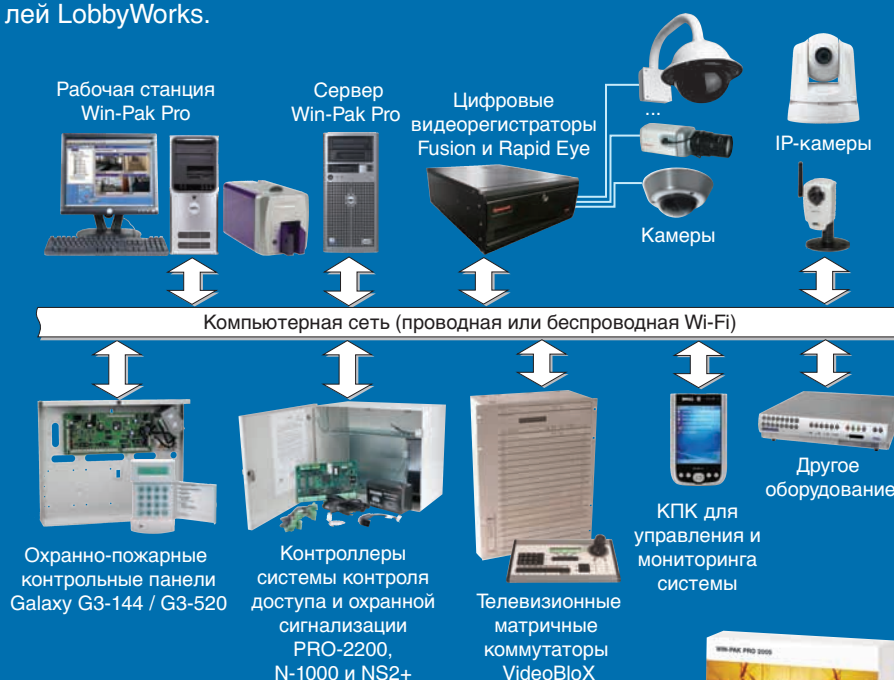 лей LobbyWorks.
Рабочая станция
Win-Pak Pro
Сервер
Win-Pak Pro
Цифровые
видеорегистраторы
Fusion и Rapid Eye
...
Камеры
IP-камеры
Компьютерная сеть (проводная или беспроводная Wi-Fi)
Охранно-пожарные
контрольные панели
Galaxy G3-144 / G3-520
Контроллеры
системы контроля
доступа и охранной
сигнализации
PRO-2200,
N-1000 и NS2+
Телевизионные
матричные
коммутаторы
VideoBloX
КПК для
управления и
мониторинга
системы
Другое
оборудование
WIN-PAK PRO 2005